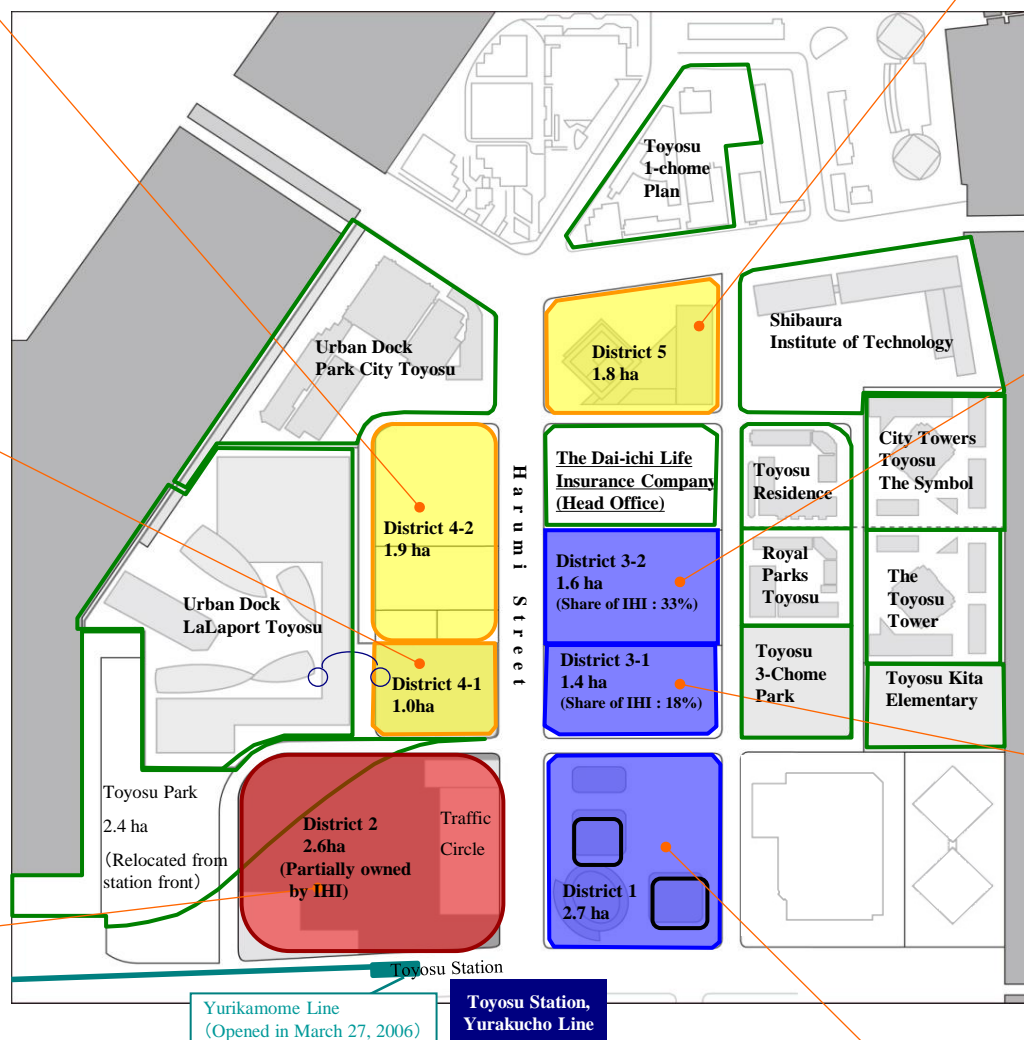 Toyosu
1-chome
Plan
Shibaura
Institute of Technology
Urban Dock
Park City Toyosu
District 5
1.8 ha
City Towers
Toyosu
The Symbol
The Dai-ichi Life
Insurance Company
(Head Office)
Toyosu
Residence
Harumi Street
District 4-2
1.9 ha
District 3-2
1.6 ha
(Share of IHI : 33%)
Royal
Parks
Toyosu
The
Toyosu
Tower
Urban Dock
LaLaport Toyosu
District 4-1
1.0ha
District 3-1
1.4 ha
(Share of IHI : 18%)
Toyosu
3-Chome
Park
Toyosu Kita
Elementary
Toyosu Park
2.4 ha
（Relocated from
station front）
District 2
2.6ha
(Partially owned
by IHI)
Traffic
Circle
District 1
2.7 ha
Toyosu Station
Yurikamome Line
（Opened in March 27, 2006）
Toyosu Station,
Yurakucho Line